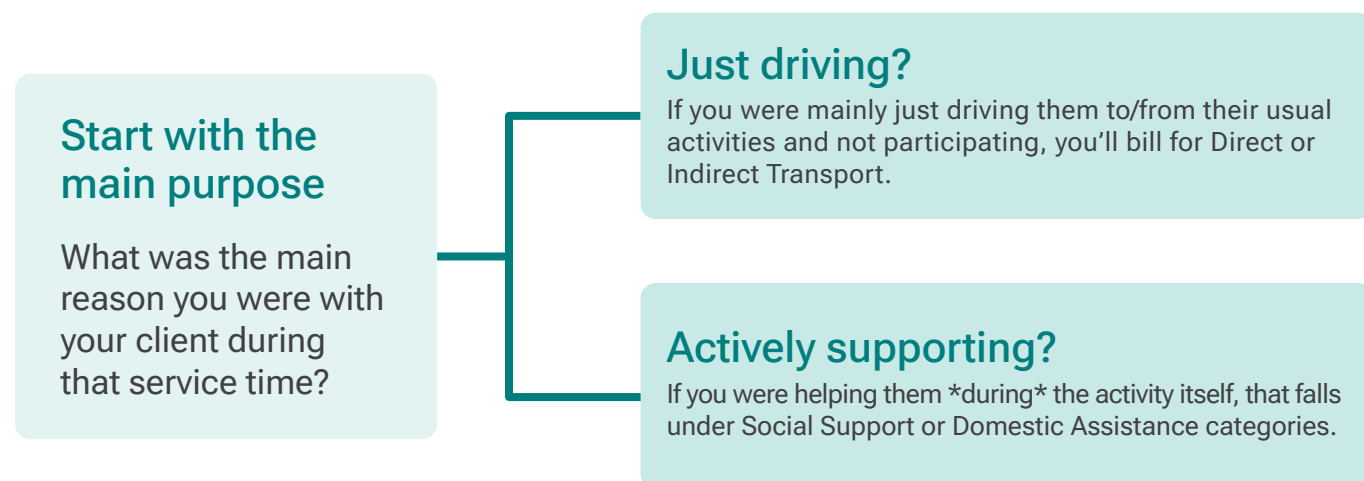 Start with the
main purpose
What was the main
reason you were with
your client during
that service time?
Just driving?
If you were mainly just driving them to/from their usual
activities and not participating, you’ll bill for Direct or
Indirect Transport.
Actively supporting?
If you were helping them *during* the activity itself, that falls
under Social Support or Domestic Assistance categories.